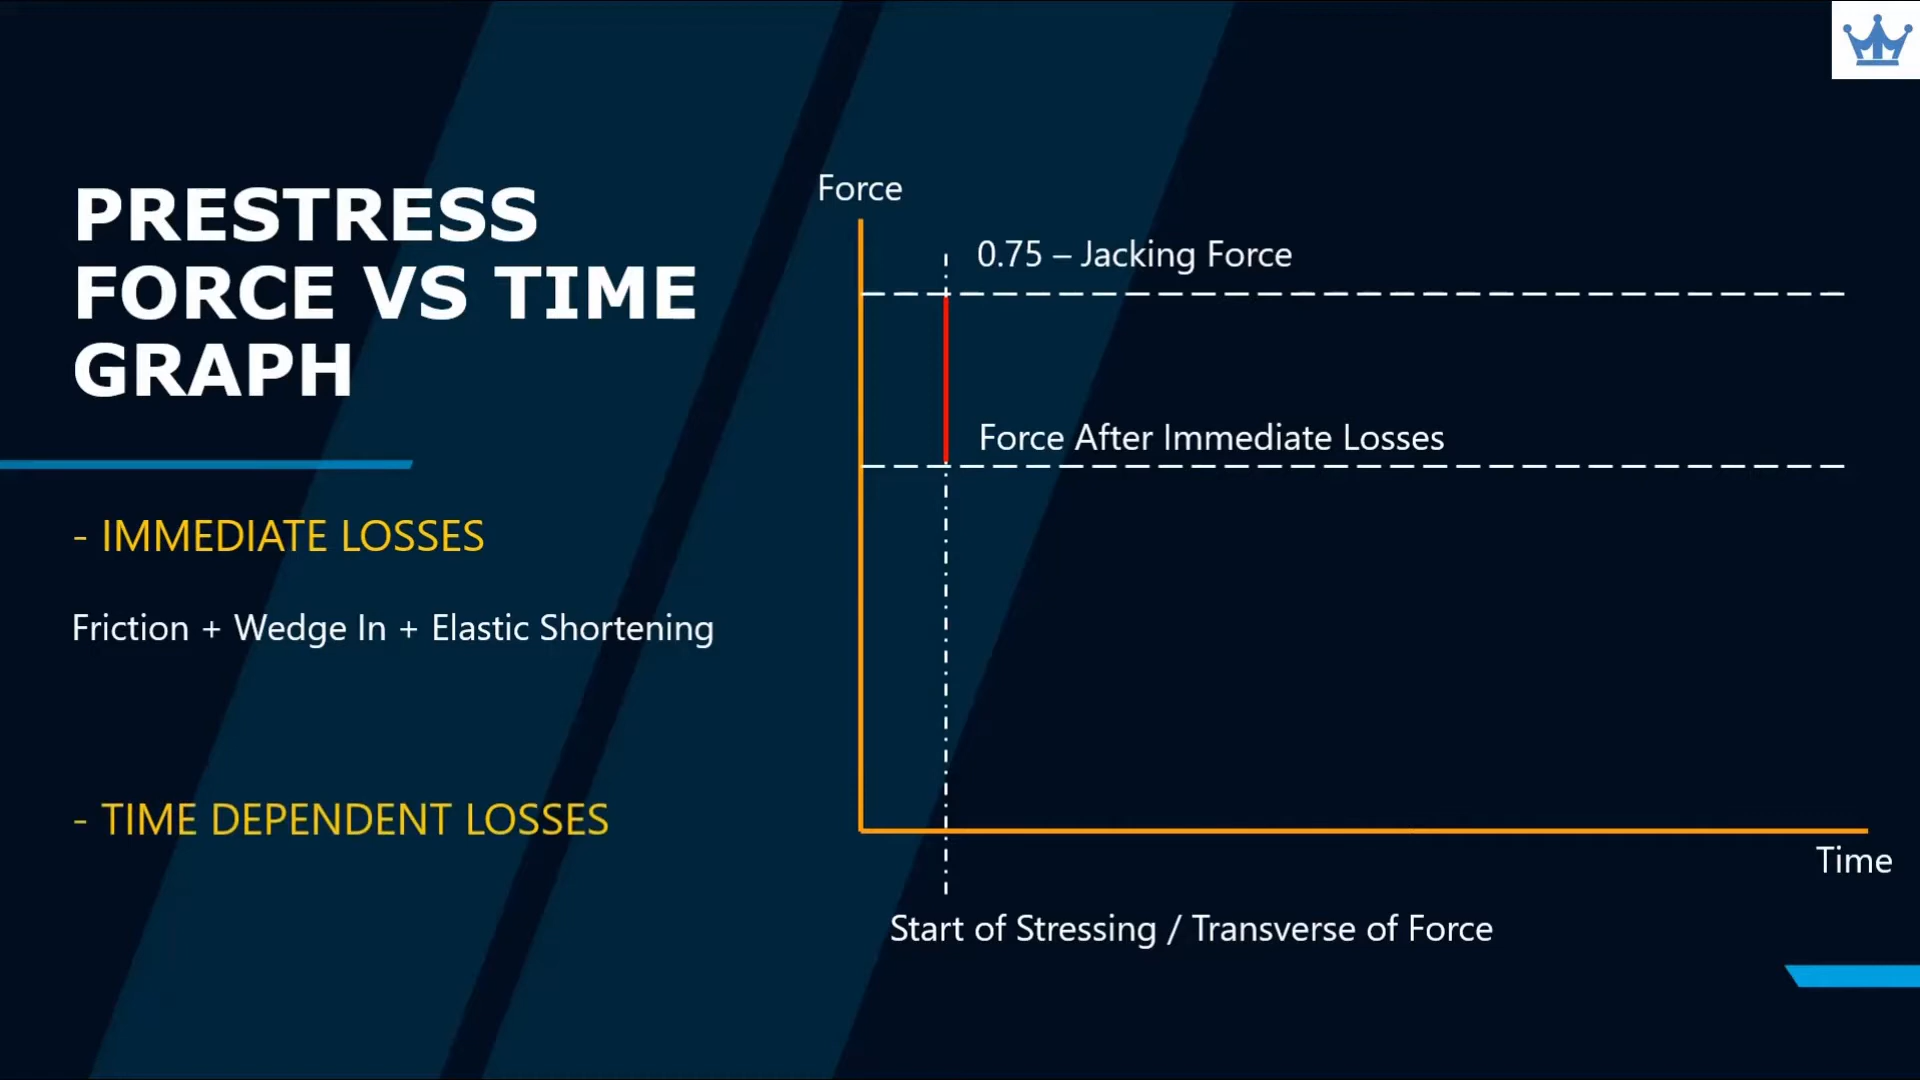 PRESTRESS
FORCE VS TIME
GRAPH
- IMMEDIATE LOSSES
Friction + Wedge In + Elastic Shortening
- TIME DEPENDENT LOSSES
Force
0.75 – Jacking Force
Force After Immediate Losses
Time
Start of Stressing / Transverse of Force